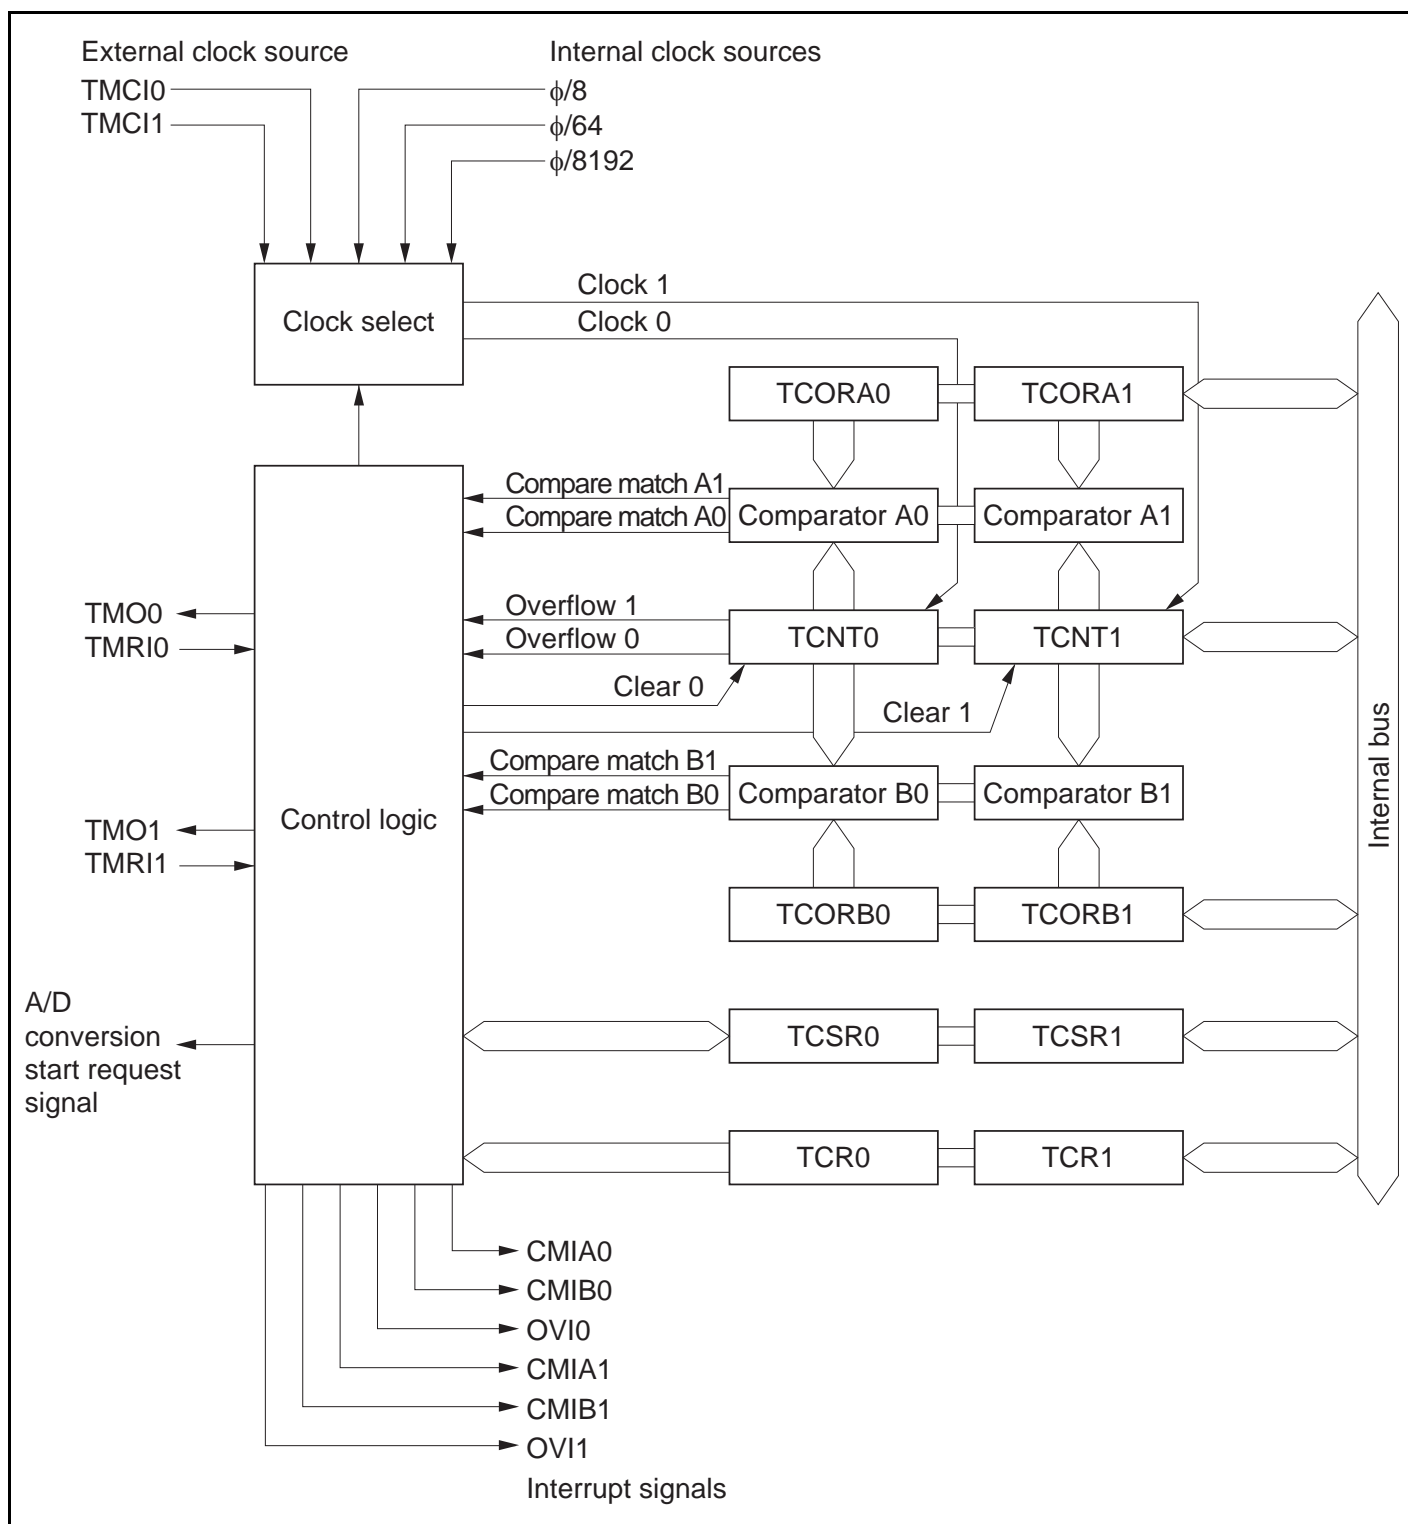 External clock source
Internal clock sources
TMCI0
ϕ/8
TMCI1
ϕ/64
ϕ/8192
Clock 1
Clock select
Clock 0
TCORA0
TCORA1
Compare match A1
Compare match A0
Comparator A0
Comparator A1
TMO0
TMRI0
Overflow 1
Overflow 0
TCNT0
TCNT1
Clear 0
Clear 1
Internal bus
Compare match B1
Compare match B0
Comparator B0
Comparator B1
Control logic
TMO1
TMRI1
TCORB0
TCORB1
A/D
conversion
start request
signal
TCSR0
TCSR1
TCR0
TCR1
CMIA0
CMIB0
OVI0
CMIA1
CMIB1
OVI1
Interrupt signals